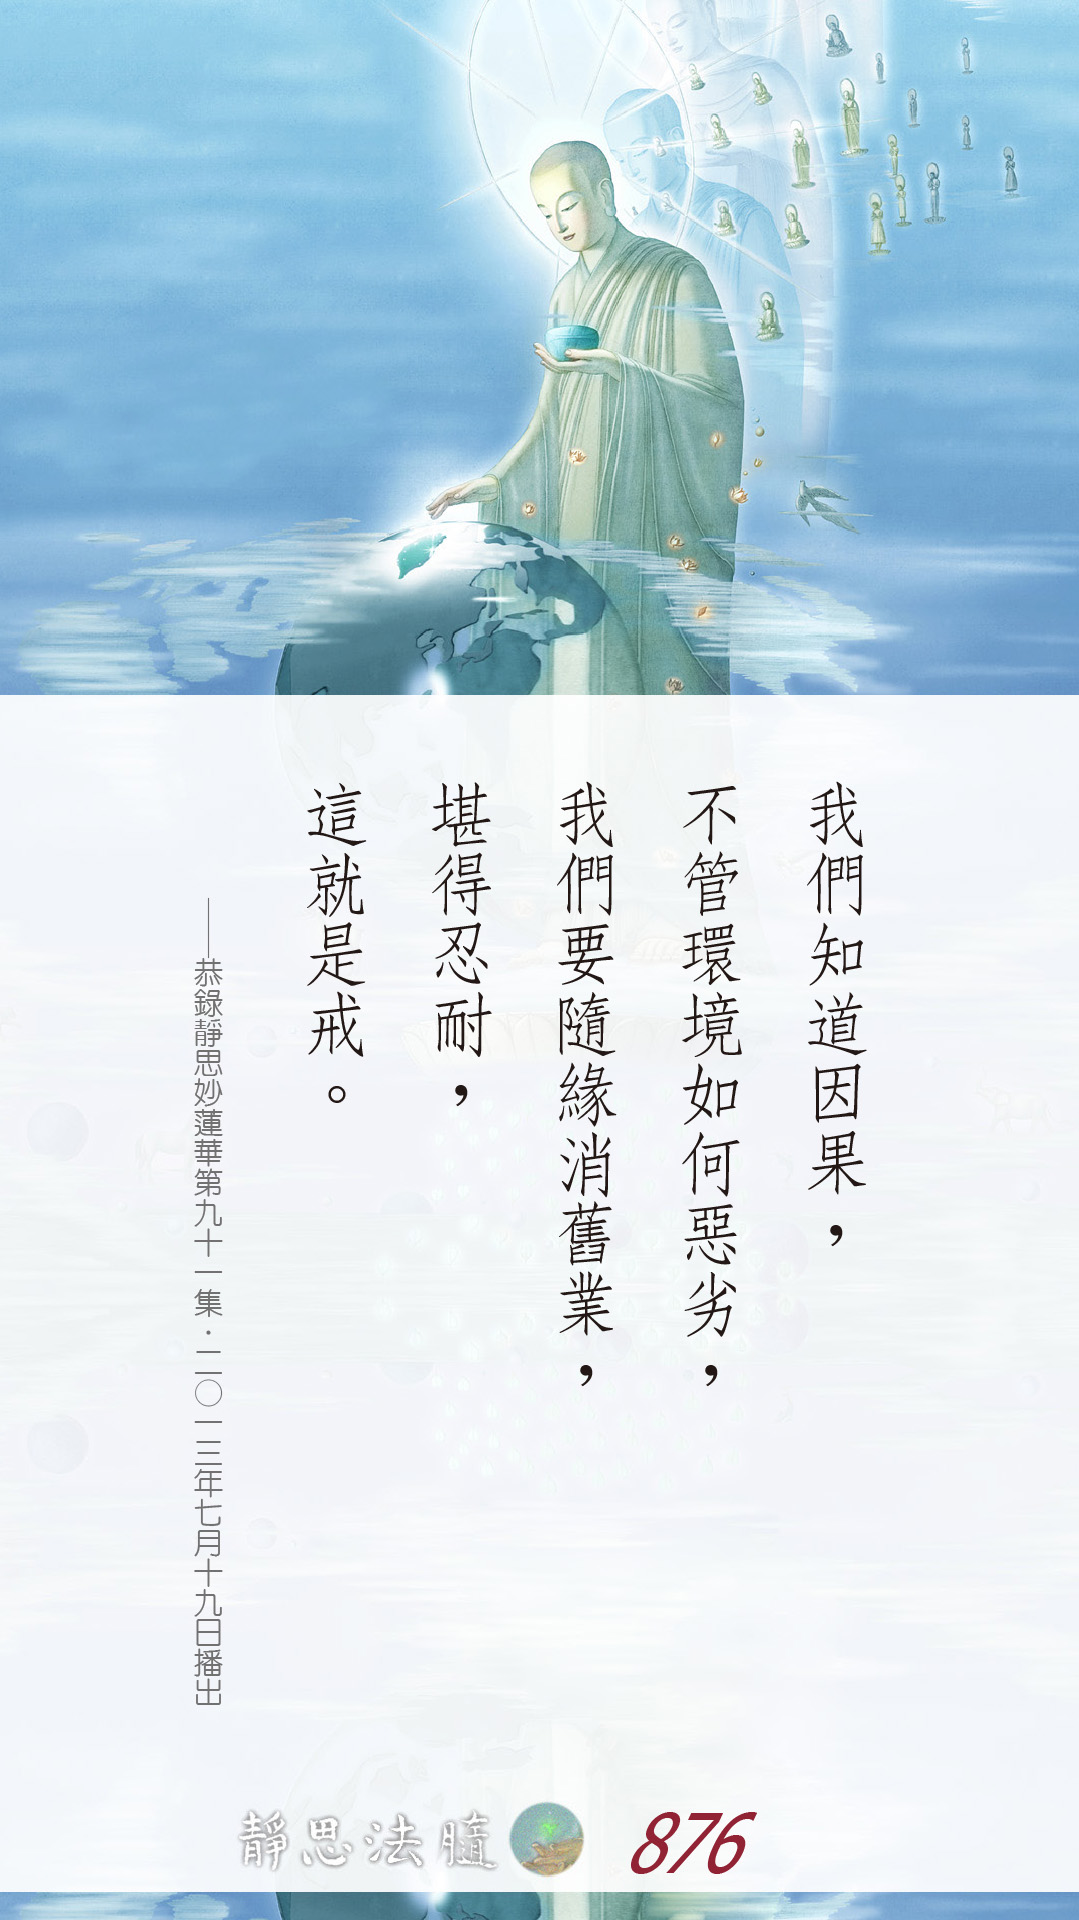 我們知道因果，
不管環境如何惡劣，
我們要隨緣消舊業，
堪得忍耐，
這就是戒。
——恭錄靜思妙蓮華第九十一集．二〇一三年七月十九日播出
靜思法髓
876